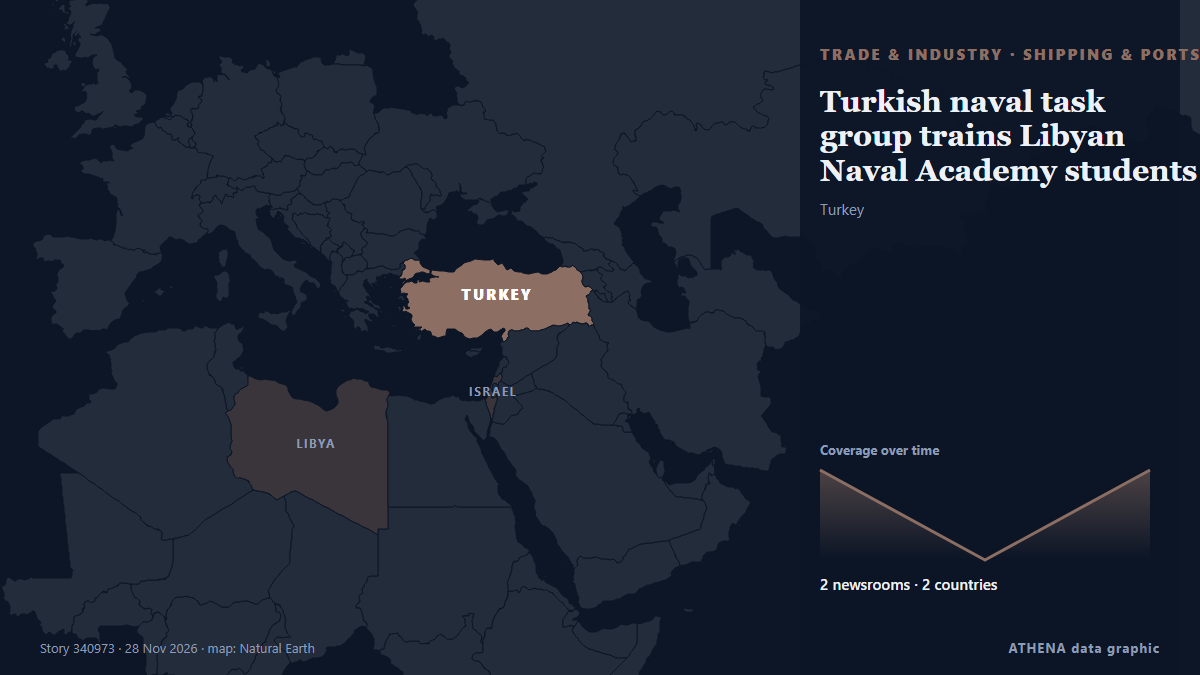 TRADE & INDUSTRY · SHIPPING & PORTS
Turkish naval task
group trains Libyan
Naval Academy students
Turkey
TURKEY
ISRAEL
LIBYA
Coverage over time
2 newsrooms · 2 countries
Story 340973 · 28 Nov 2026 · map: Natural Earth
ATHENA data graphic